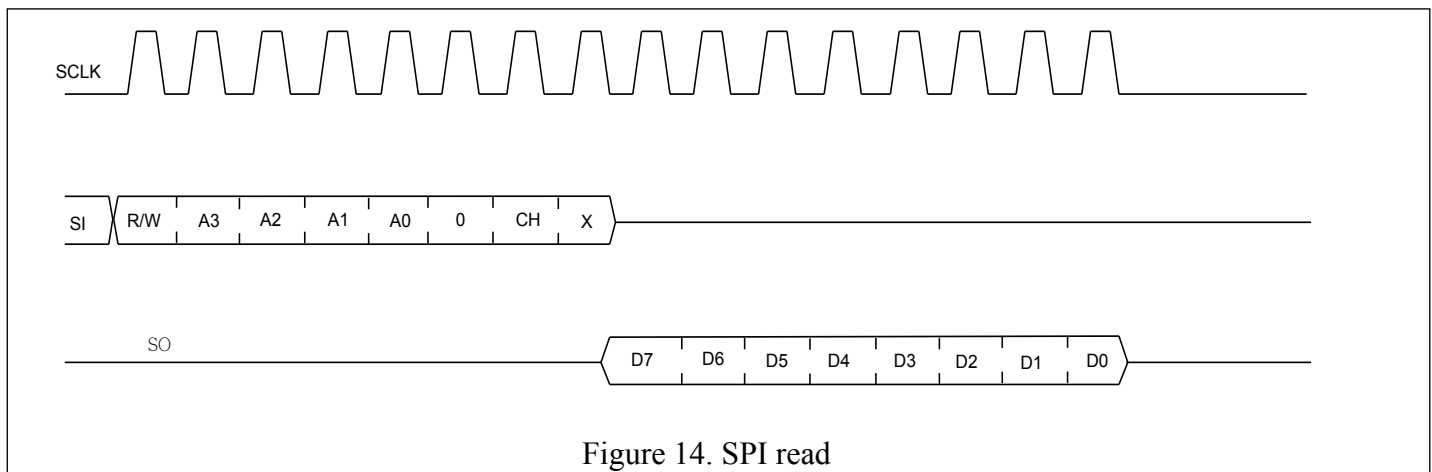 SCLK
SI R/W A3 A2 A1 A0 0 CH X
SO
D7 D6 D5 D4 D3 D2 D1 D0
Figure 14. SPI read